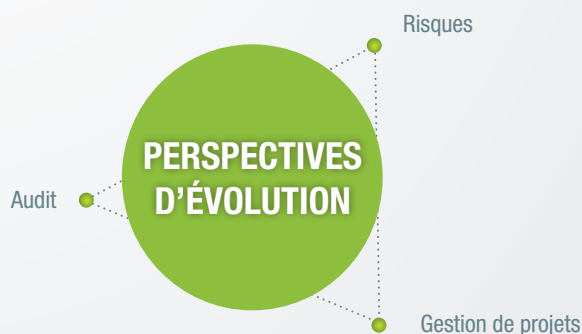 Risques
PERSPECTIVES
D’ÉVOLUTION
Audit
Gestion de projets